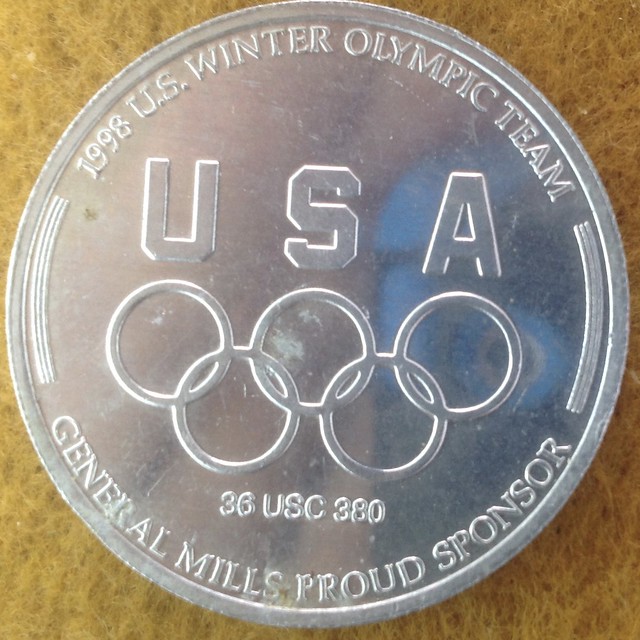 1998 U.S. WINTER OLYMPIC TEAM
USA
36 USC 380
GENERAL MILLS PROUD SPONSOR